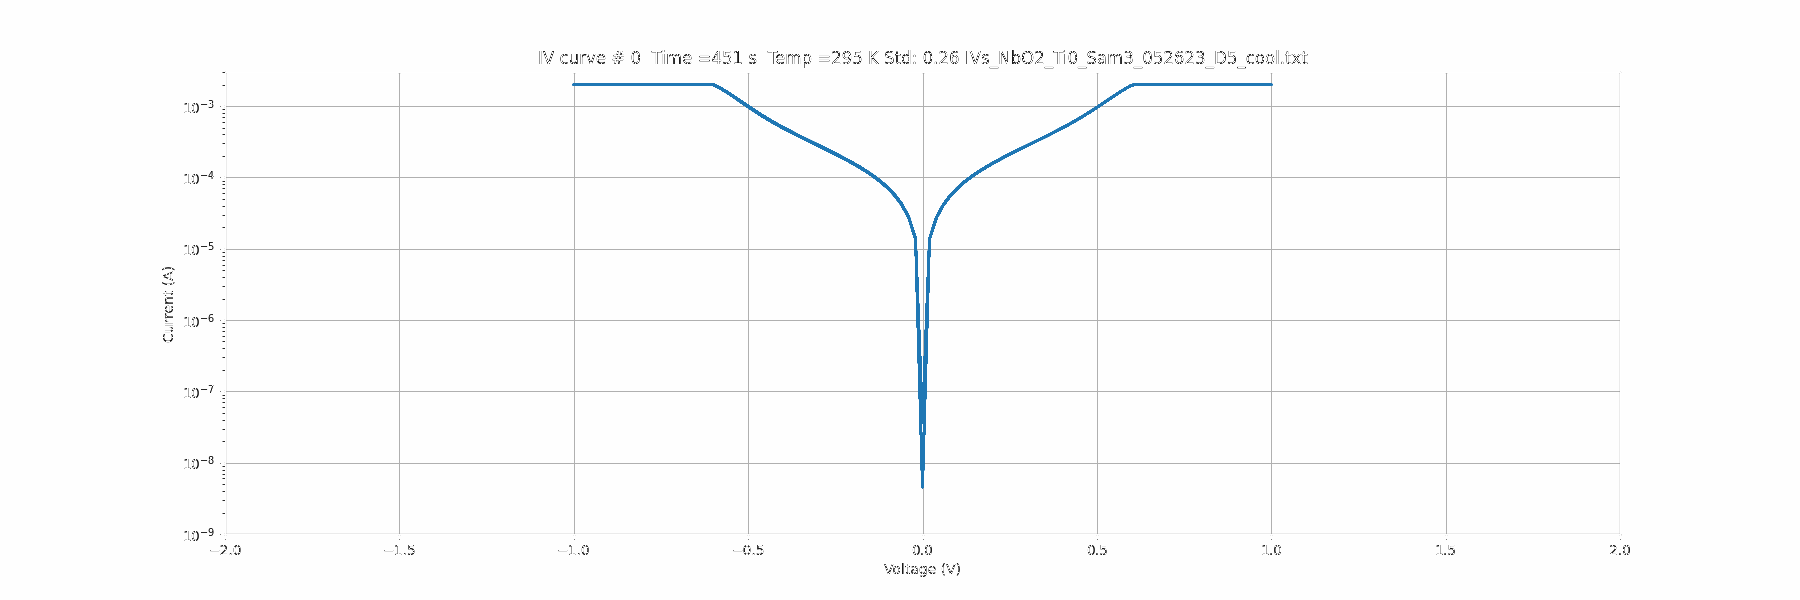 IV curve # 0 Time =451 s Temp =295 K Std: 0.26 IVs_NbO2_Ti0_Sam3_052623_D5_cool.txt
10−3
10−4
10−5
10−6
10−7
10−8
10−9
Current (A)
−2.0 −1.5 −1.0 −0.5 0.0 0.5 1.0 1.5 2.0
Voltage (V)